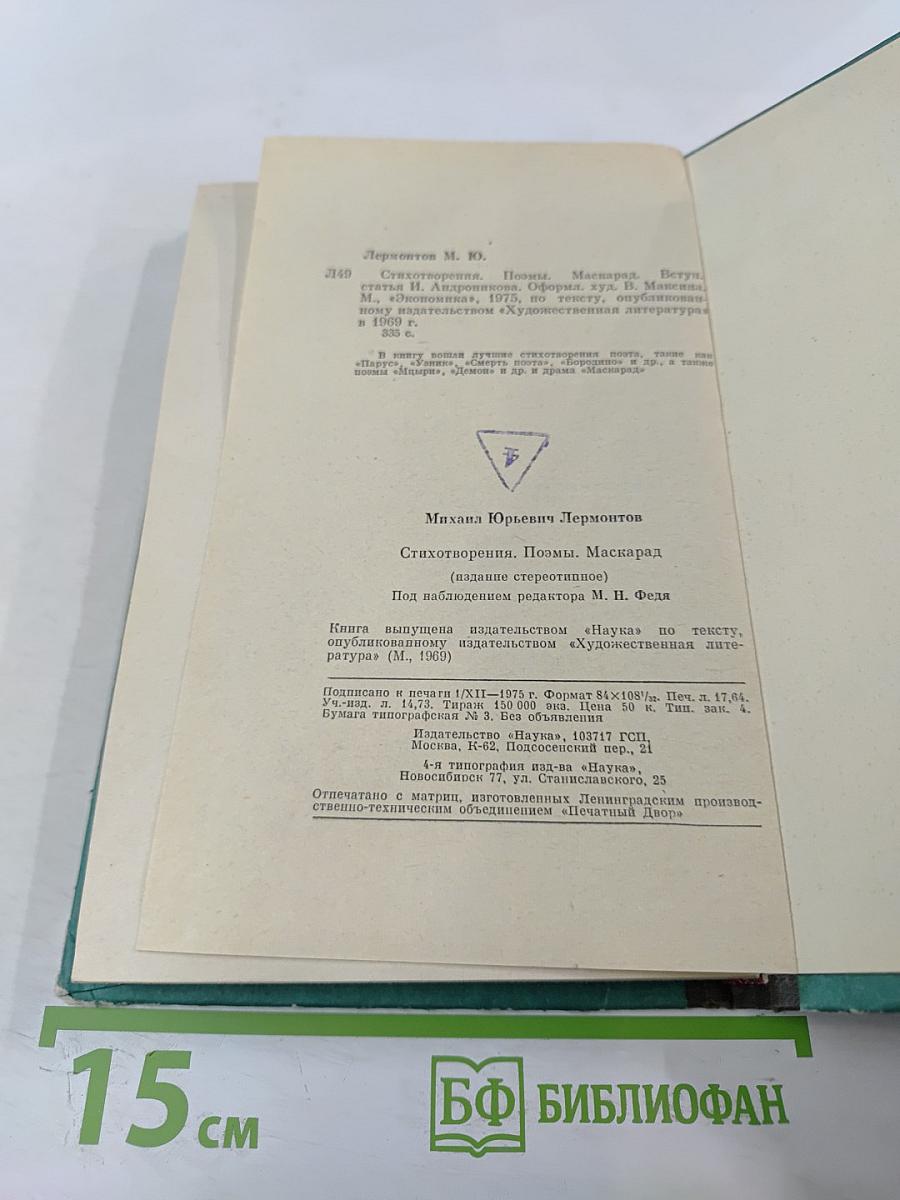 Лермонтов М. Ю.
Л49 Стихотворения. Поэмы. Маскарад. Вступ.
статья И. Андроникова. Оформл. худ. В. Максина.
М., «Экономика», 1975, по тексту, опубликован-
ному издательством «Художественная литература»
в 1969 г.
335 с.
В книгу вошли лучшие стихотворения поэта, такие как
«Парус», «Узник», «Смерть поэта», «Бородино» и др., а также
поэмы «Мцыри», «Демон» и др. и драма «Маскарад»
Михаил Юрьевич Лермонтов
Стихотворения. Поэмы. Маскарад
(издание стереотипное)
Под наблюдением редактора М. Н. Федя
Книга выпущена издательством «Наука» по тексту,
опубликованному издательством «Художественная лите-
ратура» (М., 1969)
Подписано к печати 1/XII—1975 г. Формат 84×108¹/₃₂. Печ. л. 17,64.
Уч.-изд. л. 14,73. Тираж 150 000 экз. Цена 50 к. Тип. зак. 4.
Бумага типографская № 3. Без объявления
Издательство «Наука», 103717 ГСП,
Москва, К-62, Подсосенский пер., 21
4-я типография изд-ва «Наука»,
Новосибирск 77, ул. Станиславского, 25
Отпечатано с матриц, изготовленных Ленинградским производ-
ственно-техническим объединением «Печатный Двор»
15 см
БФ БИБЛИОФАН